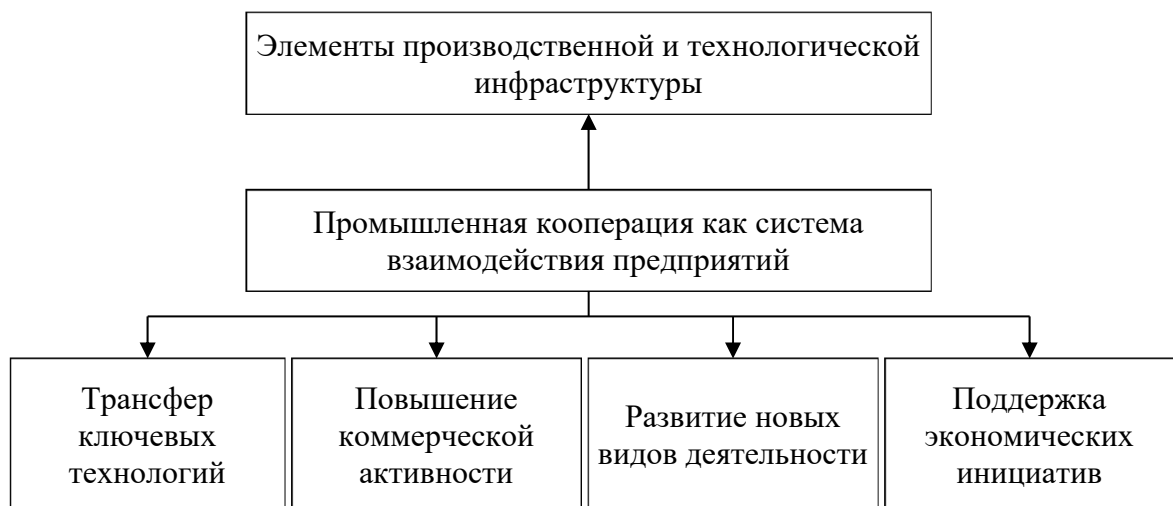 Элементы производственной и технологической
инфраструктуры
Промышленная кооперация как система
взаимодействия предприятий
Трансфер
ключевых
технологий
Повышение
коммерческой
активности
Развитие новых
видов деятельности
Поддержка
экономических
инициатив